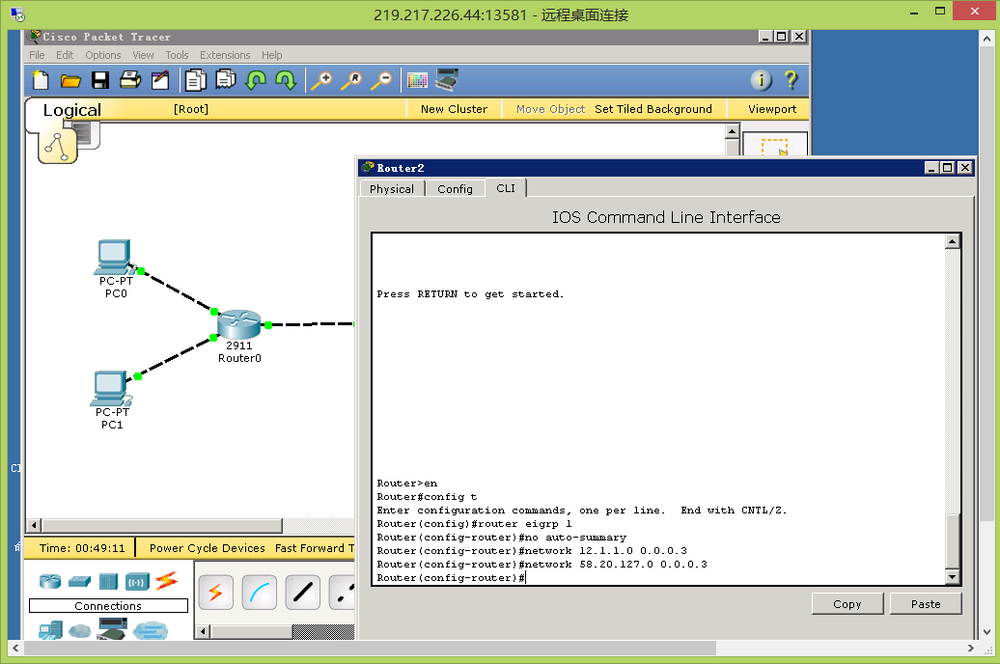 219.217.226.44:13581 - 远程桌面连接
Cisco Packet Tracer
File Edit Options View Tools Extensions Help
Logical
[Root]
New Cluster
Move Object
Set Tiled Background
Viewport
Router2
Physical
Config
CLI
IOS Command Line Interface
Press RETURN to get started.
Router>en
Router#config t
Enter configuration commands, one per line.  End with CNTL/Z.
Router(config)#router eigrp 1
Router(config-router)#no auto-summary
Router(config-router)#network 12.1.1.0 0.0.0.3
Router(config-router)#network 58.20.127.0 0.0.0.3
Router(config-router)#
Copy
Paste
PC-PT
PC0
2911
Router0
PC-PT
PC1
Time: 00:49:11
Power Cycle Devices
Fast Forward T
Connections